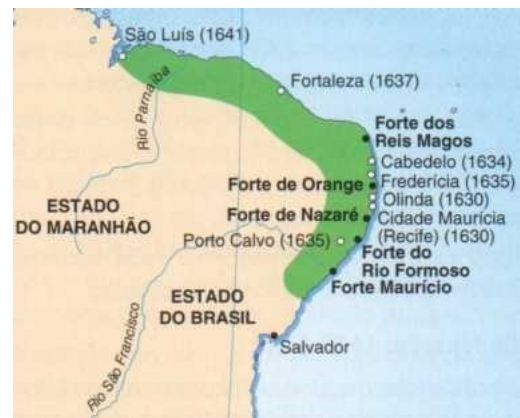 São Luís (1641)
Fortaleza (1637)
Rio Parnaíba
Forte dos
Reis Magos
Cabedelo (1634)
Forte de Orange
Frederícia (1635)
Olinda (1630)
ESTADO
DO MARANHÃO
Forte de Nazaré
Cidade Maurícia
(Recife) (1630)
Porto Calvo (1635)
Forte do
Rio Formoso
Forte Maurício
ESTADO
DO BRASIL
Salvador
Rio São Francisco